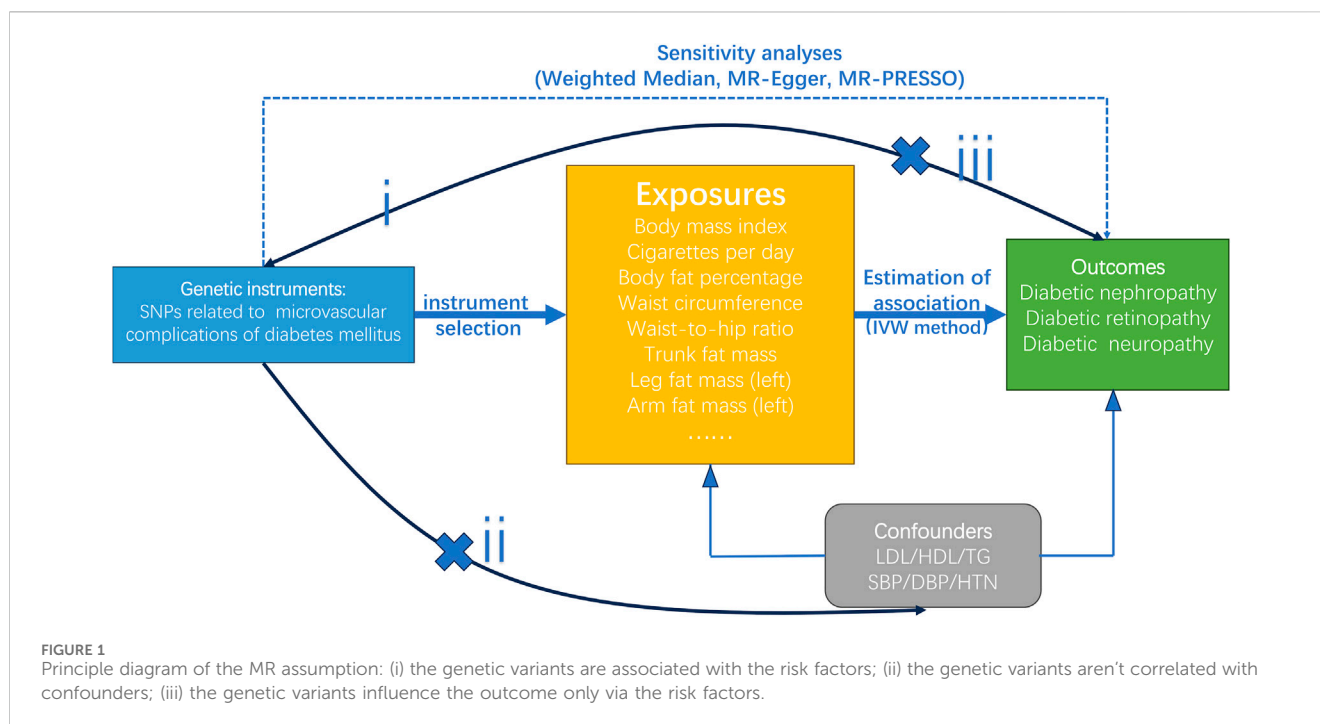 Sensitivity analyses
(Weighted Median, MR-Egger, MR-PRESSO)
i
iii
Genetic instruments:
SNPs related to microvascular
complications of diabetes mellitus
instrument
selection
Exposures
Body mass index
Cigarettes per day
Body fat percentage
Waist circumference
Waist-to-hip ratio
Trunk fat mass
Leg fat mass (left)
Arm fat mass (left)
……
Estimation of
association
(IVW method)
Outcomes
Diabetic nephropathy
Diabetic retinopathy
Diabetic neuropathy
ii
Confounders
LDL/HDL/TG
SBP/DBP/HTN
FIGURE 1
Principle diagram of the MR assumption: (i) the genetic variants are associated with the risk factors; (ii) the genetic variants aren’t correlated with
confounders; (iii) the genetic variants influence the outcome only via the risk factors.